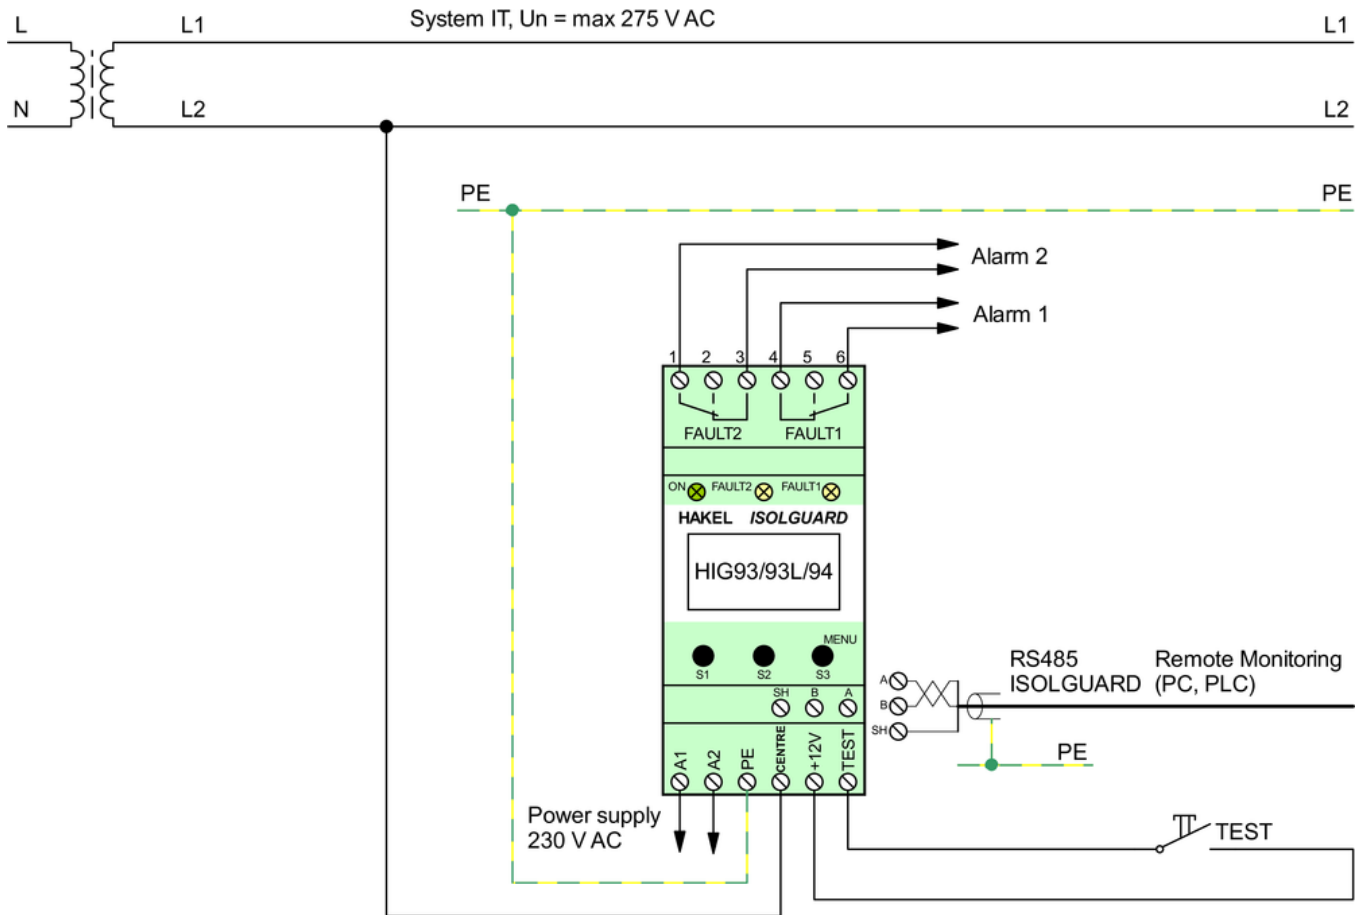 L L1 System IT, Un = max 275 V AC L1
N L2 L2
PE PE
Alarm 2
Alarm 1
1 2 3 4 5 6
FAULT2 FAULT1
ON FAULT2 FAULT1
HAKEL ISOLGUARD
HIG93/93L/94
MENU
S1 S2 S3
SH B A
A
B
SH
RS485 Remote Monitoring
ISOLGUARD (PC, PLC)
PE
A1 A2 PE CENTRE +12V TEST
Power supply
230 V AC
TEST